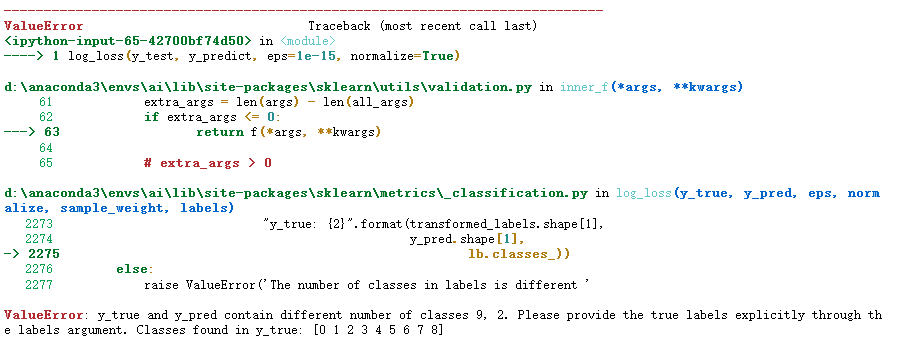 ---------------------------------------------------------------------------
ValueError                                Traceback (most recent call last)
<ipython-input-65-42700bf74d50> in <module>
----> 1 log_loss(y_test, y_predict, eps=1e-15, normalize=True)
d:\anaconda3\envs\ai\lib\site-packages\sklearn\utils\validation.py in inner_f(*args, **kwargs)
     61             extra_args = len(args) - len(all_args)
     62             if extra_args <= 0:
---> 63                 return f(*args, **kwargs)
     64
     65             # extra_args > 0
d:\anaconda3\envs\ai\lib\site-packages\sklearn\metrics\_classification.py in log_loss(y_true, y_pred, eps, norm
alize, sample_weight, labels)
   2273                              "y_true: {2}".format(transformed_labels.shape[1],
   2274                                                   y_pred.shape[1],
-> 2275                                                   lb.classes_))
   2276         else:
   2277             raise ValueError('The number of classes in labels is different '
ValueError: y_true and y_pred contain different number of classes 9, 2. Please provide the true labels explicitly through th
e labels argument. Classes found in y_true: [0 1 2 3 4 5 6 7 8]